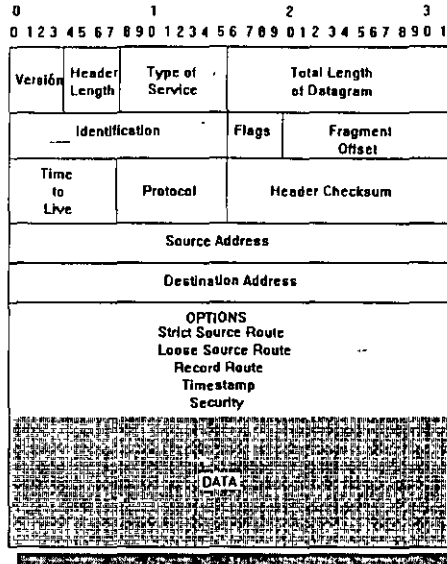 0 1 2 3
0 1 2 3 4 5 6 7 8 9 0 1 2 3 4 5 6 7 8 9 0 1 2 3 4 5 6 7 8 9 0 1
Versión Header Length Type of Service Total Length of Datagram
Identification Flags Fragment Offset
Time to Live Protocol Header Checksum
Source Address
Destination Address
OPTIONS
Strict Source Route
Loose Source Route
Record Route
Timestamp
Security
DATA